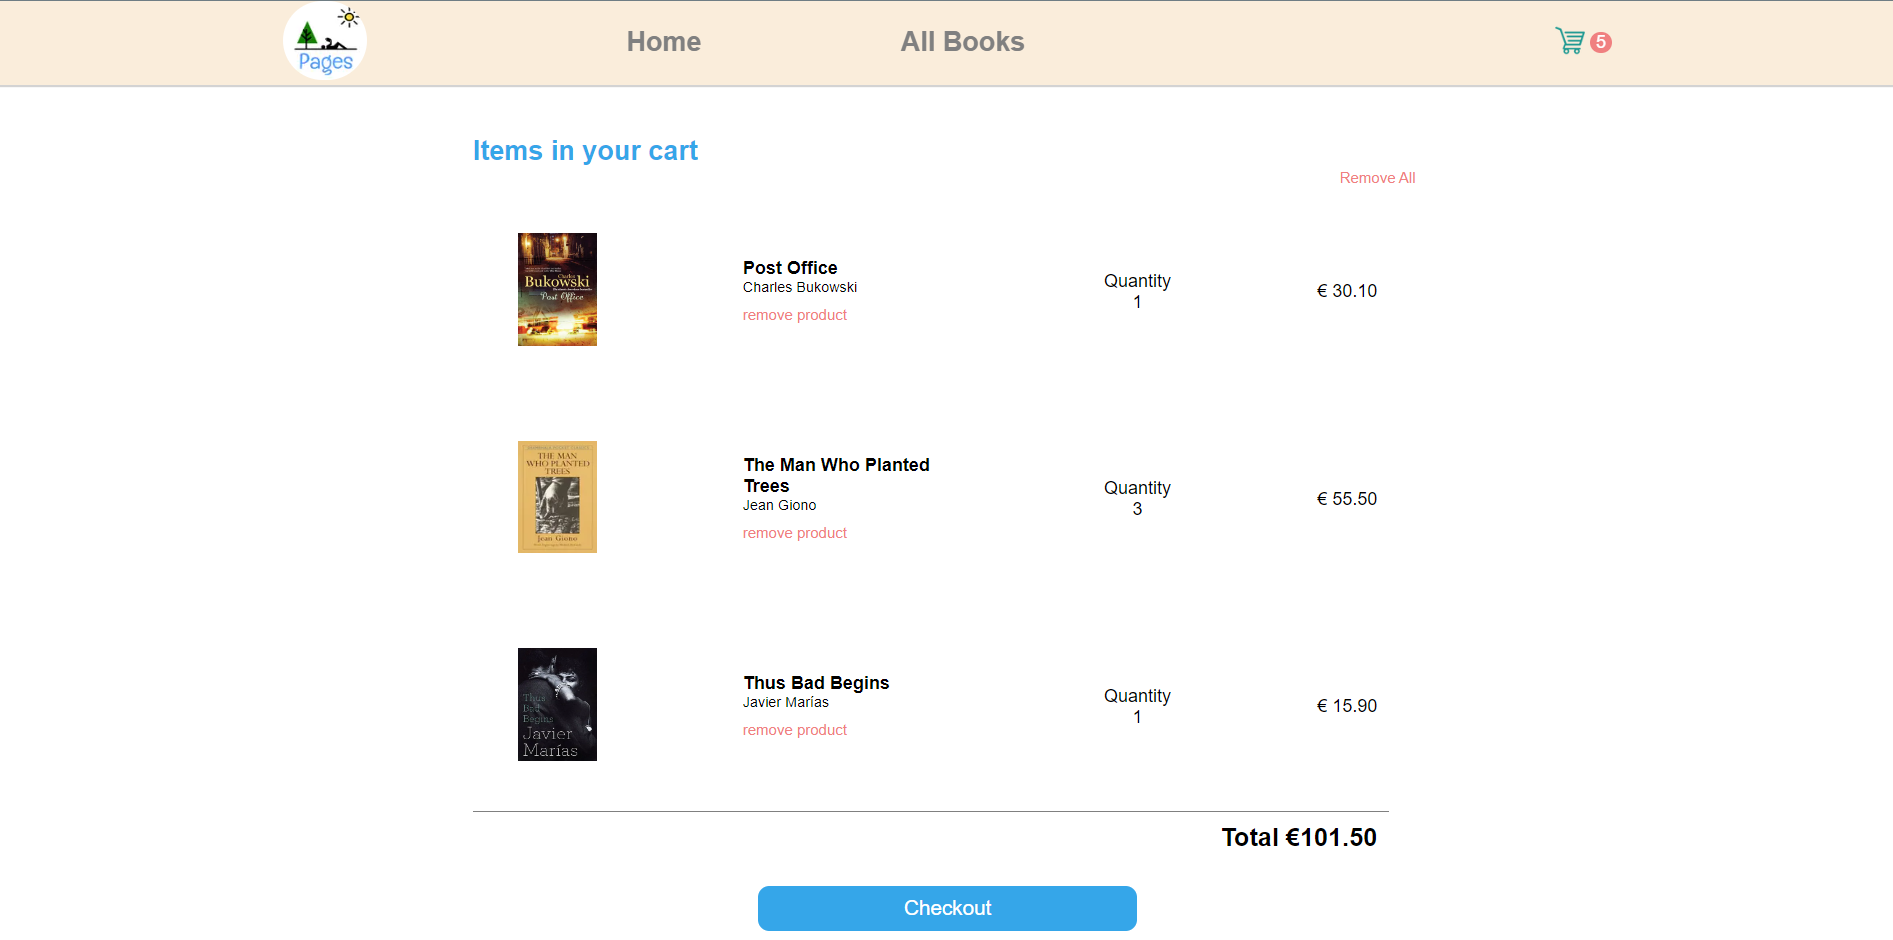 Pages
Home
All Books
5
Items in your cart
Remove All
Charles
Bukowski
Post Office
Post Office
Charles Bukowski
remove product
Quantity
1
€ 30.10
THE MAN
WHO PLANTED
TREES
Jean Giono
The Man Who Planted
Trees
Jean Giono
remove product
Quantity
3
€ 55.50
Thus
Bad
Begins
Javier
Marías
Thus Bad Begins
Javier Marías
remove product
Quantity
1
€ 15.90
Total €101.50
Checkout